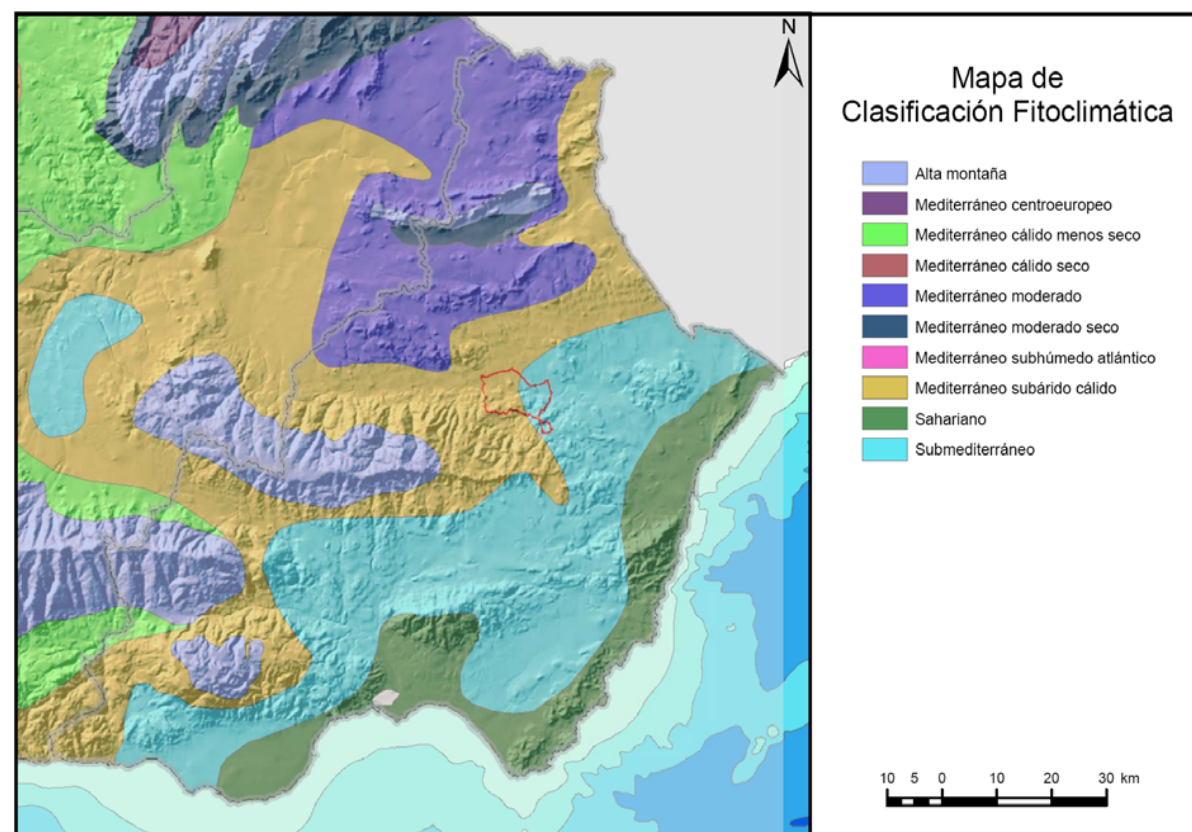 N
Mapa de
Clasificación Fitoclimática
Alta montaña
Mediterráneo centroeuropeo
Mediterráneo cálido menos seco
Mediterráneo cálido seco
Mediterráneo moderado
Mediterráneo moderado seco
Mediterráneo subhúmedo atlántico
Mediterráneo subárido cálido
Sahariano
Submediterráneo
10 5 0 10 20 30 km